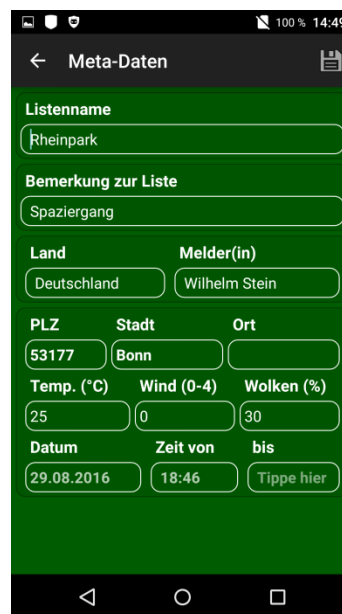 100 % 14:49
Meta-Daten
Listenname
Rheinpark
Bemerkung zur Liste
Spaziergang
Land Melder(in)
Deutschland Wilhelm Stein
PLZ Stadt Ort
53177 Bonn
Temp. (°C) Wind (0-4) Wolken (%)
25 0 30
Datum Zeit von bis
29.08.2016 18:46 Tippe hier